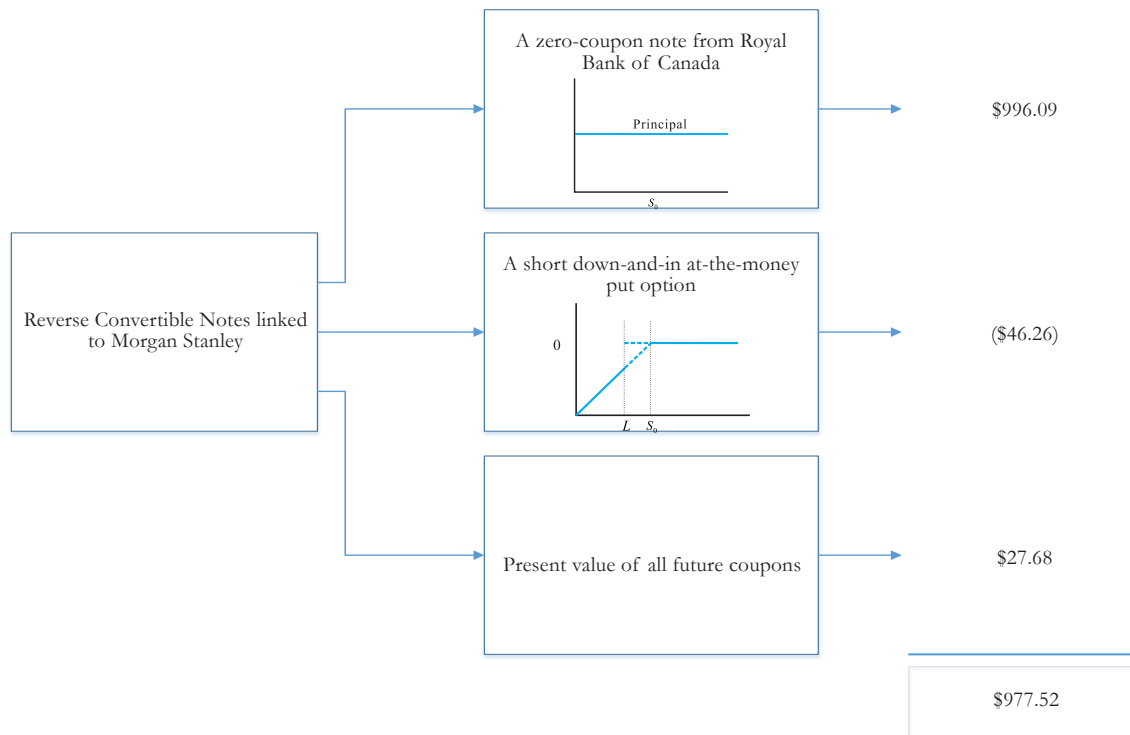 A zero-coupon note from Royal
Bank of Canada
Principal
S₀
$996.09
Reverse Convertible Notes linked
to Morgan Stanley
A short down-and-in at-the-money
put option
0
L S₀
($46.26)
Present value of all future coupons
$27.68
$977.52